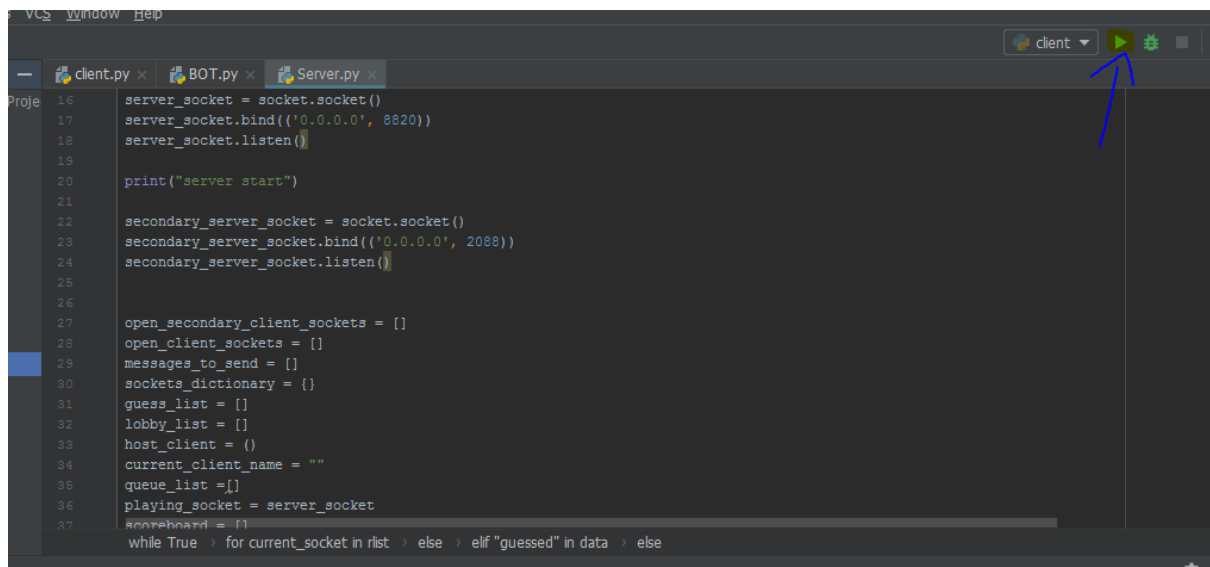 VCS Window Help
client
client.py × BOT.py × Server.py ×
Proje
16 server_socket = socket.socket()
17 server_socket.bind(('0.0.0.0', 8820))
18 server_socket.listen()
19
20 print("server start")
21
22 secondary_server_socket = socket.socket()
23 secondary_server_socket.bind(('0.0.0.0', 2088))
24 secondary_server_socket.listen()
25
26
27 open_secondary_client_sockets = []
28 open_client_sockets = []
29 messages_to_send = []
30 sockets_dictionary = {}
31 guess_list = []
32 lobby_list = []
33 host_client = ()
34 current_client_name = ""
35 queue_list =[]
36 playing_socket = server_socket
37 scoreboard = []
while True › for current_socket in rlist › else › elif "guessed" in data › else